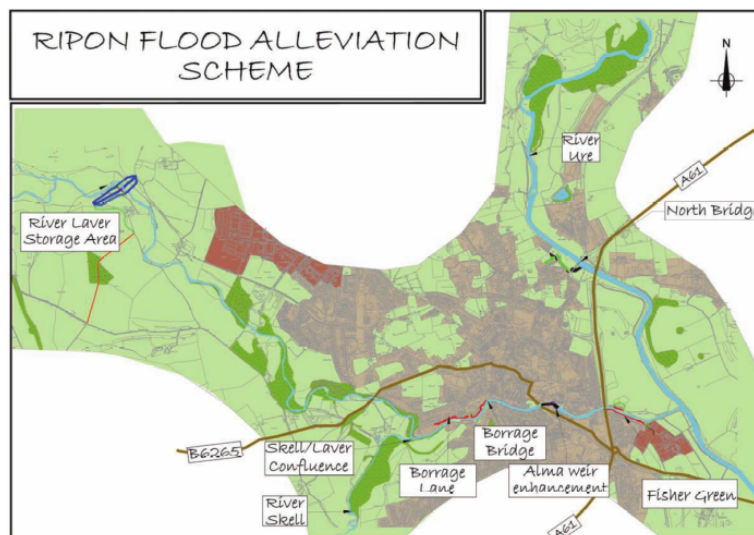 RIPON FLOOD ALLEVIATION
SCHEME
N
River
Ure
A61
North Bridge
River Laver
Storage Area
B6265
Skell/Laver
Confluence
Borrage
Bridge
Borrage
Lane
Alma weir
enhancement
Fisher Green
River
Skell
A61